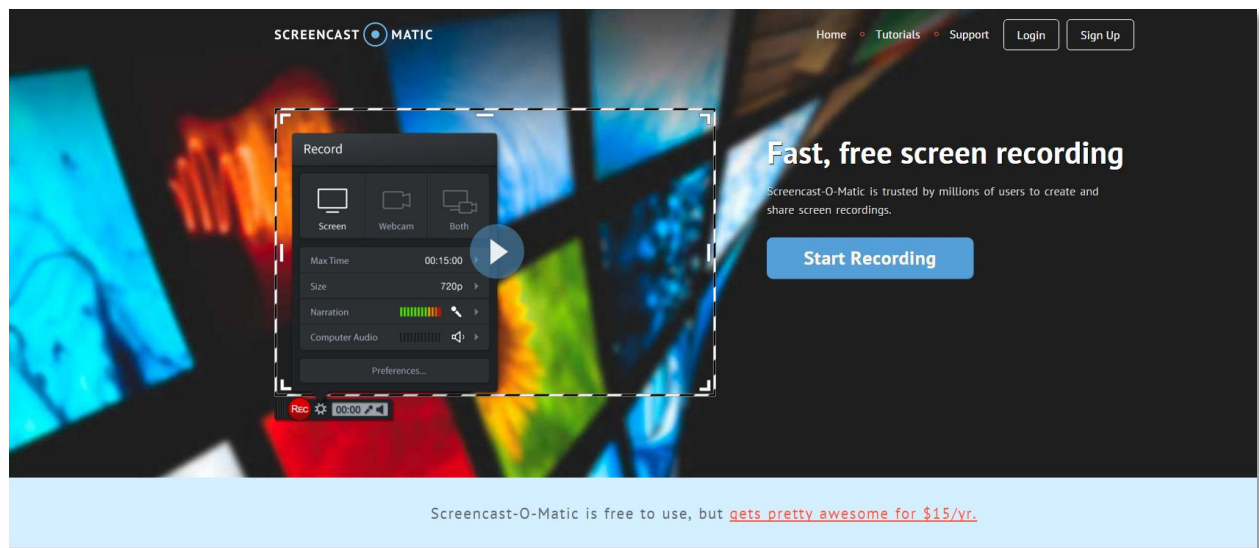 SCREENCAST O MATIC
Home Tutorials Support Login Sign Up
Record
Screen Webcam Both
Max Time 00:15:00
Size 720p
Narration
Computer Audio
Preferences...
REC 00:00
Fast, free screen recording
Screencast-O-Matic is trusted by millions of users to create and
share screen recordings.
Start Recording
Screencast-O-Matic is free to use, but gets pretty awesome for $15/yr.